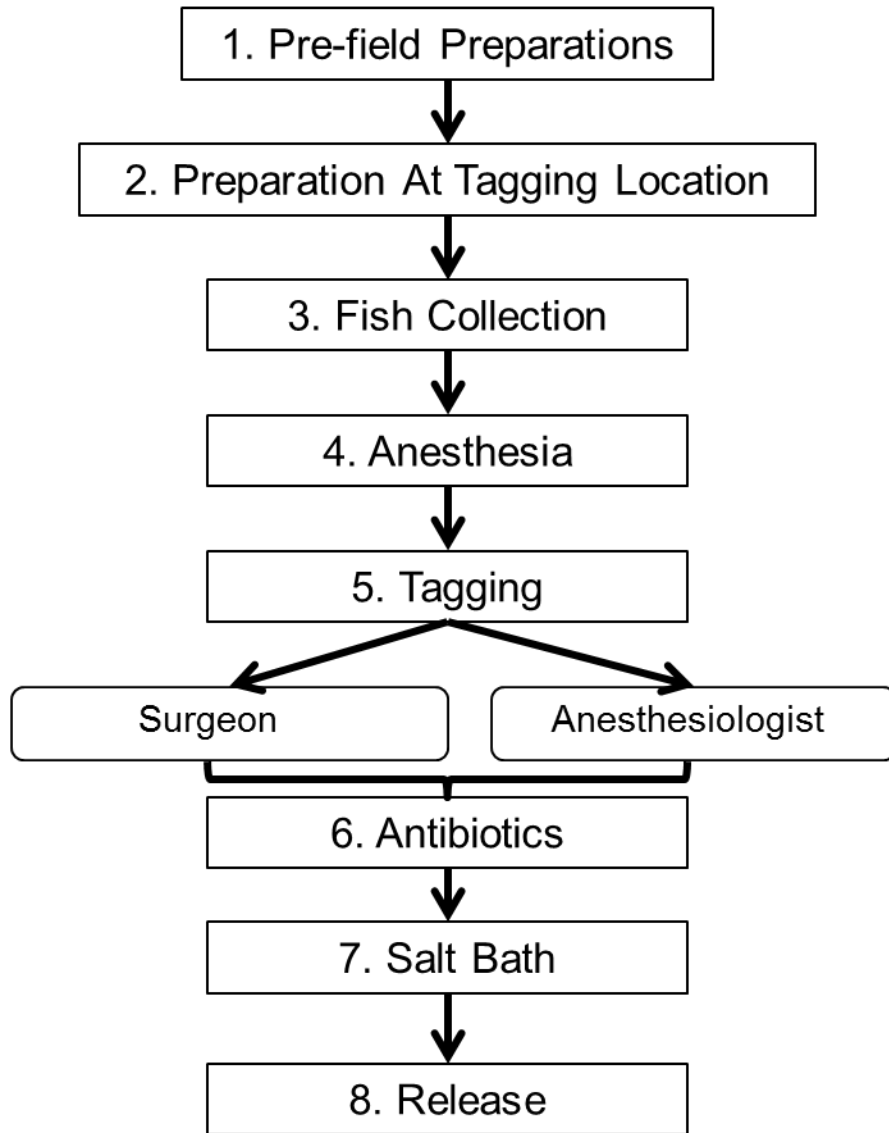 1. Pre-field Preparations
2. Preparation At Tagging Location
3. Fish Collection
4. Anesthesia
5. Tagging
Surgeon
Anesthesiologist
6. Antibiotics
7. Salt Bath
8. Release